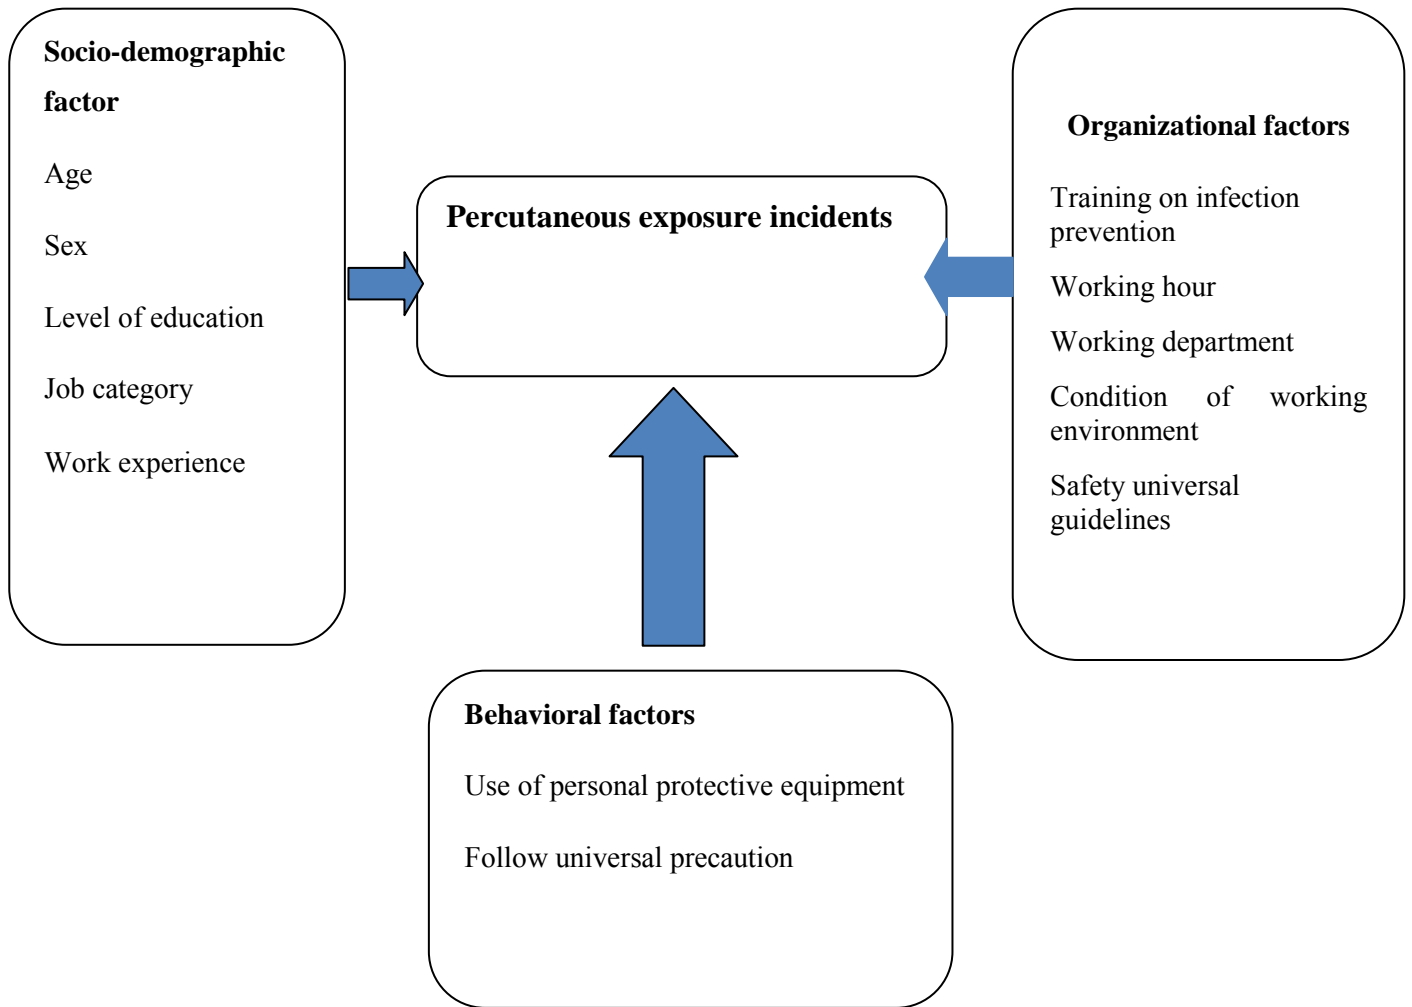 Socio-demographic
factor
Age
Sex
Level of education
Job category
Work experience
Percutaneous exposure incidents
Organizational factors
Training on infection
prevention
Working hour
Working department
Condition of working
environment
Safety universal
guidelines
Behavioral factors
Use of personal protective equipment
Follow universal precaution